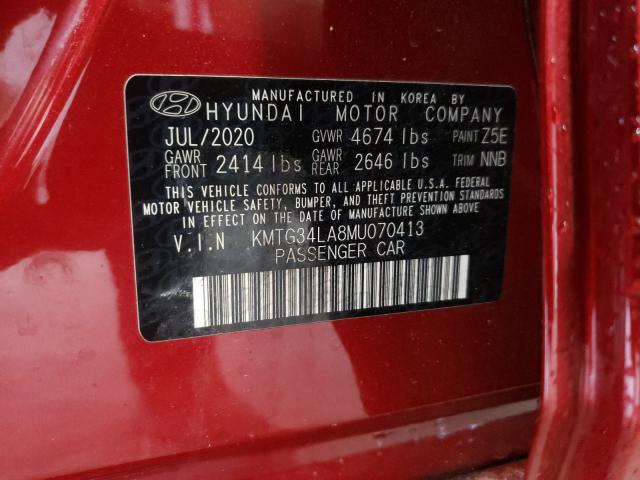 MANUFACTURED IN KOREA BY
HYUNDAI MOTOR COMPANY
JUL/2020 GVWR 4674 lbs PAINT Z5E
GAWR FRONT 2414 lbs GAWR REAR 2646 lbs TRIM NNB
THIS VEHICLE CONFORMS TO ALL APPLICABLE U.S.A. FEDERAL
MOTOR VEHICLE SAFETY, BUMPER, AND THEFT PREVENTION STANDARDS
IN EFFECT ON THE DATE OF MANUFACTURE SHOWN ABOVE.
V.I.N KMTG34LA8MU070413
PASSENGER CAR